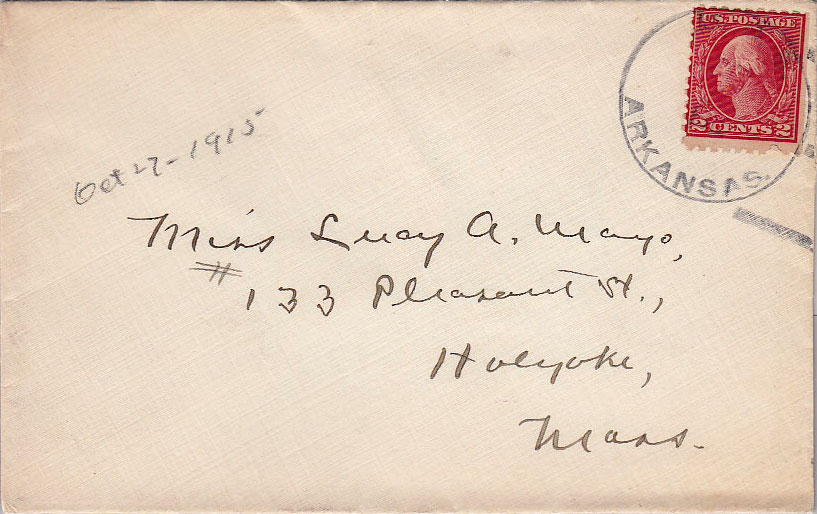 U.S. POSTAGE
2 CENTS 2
ARKANSAS.
Oct 27 - 1915
Miss Lucy A. Mayo,
133 Pleasant St.,
Holyoke,
Mass.